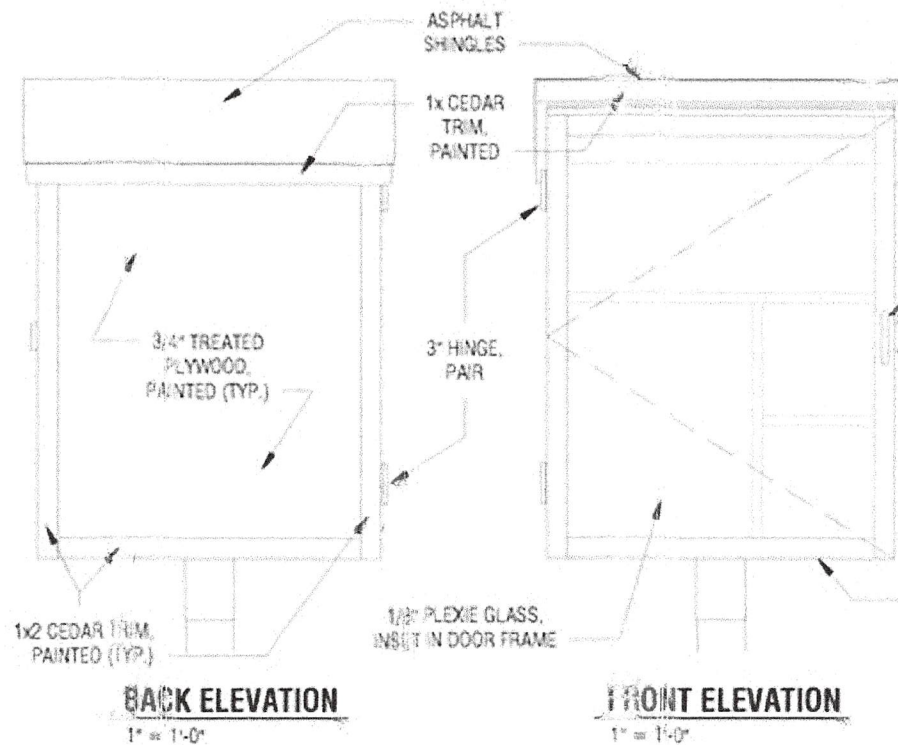 ASPHALT
SHINGLES
1x CEDAR
TRIM,
PAINTED
3/4" TREATED
PLYWOOD,
PAINTED (TYP.)
3" HINGE,
PAIR
1x2 CEDAR TRIM,
PAINTED (TYP.)
1/8" PLEXIE GLASS,
INSET IN DOOR FRAME
BACK ELEVATION
1" = 1'-0"
FRONT ELEVATION
1" = 1'-0"